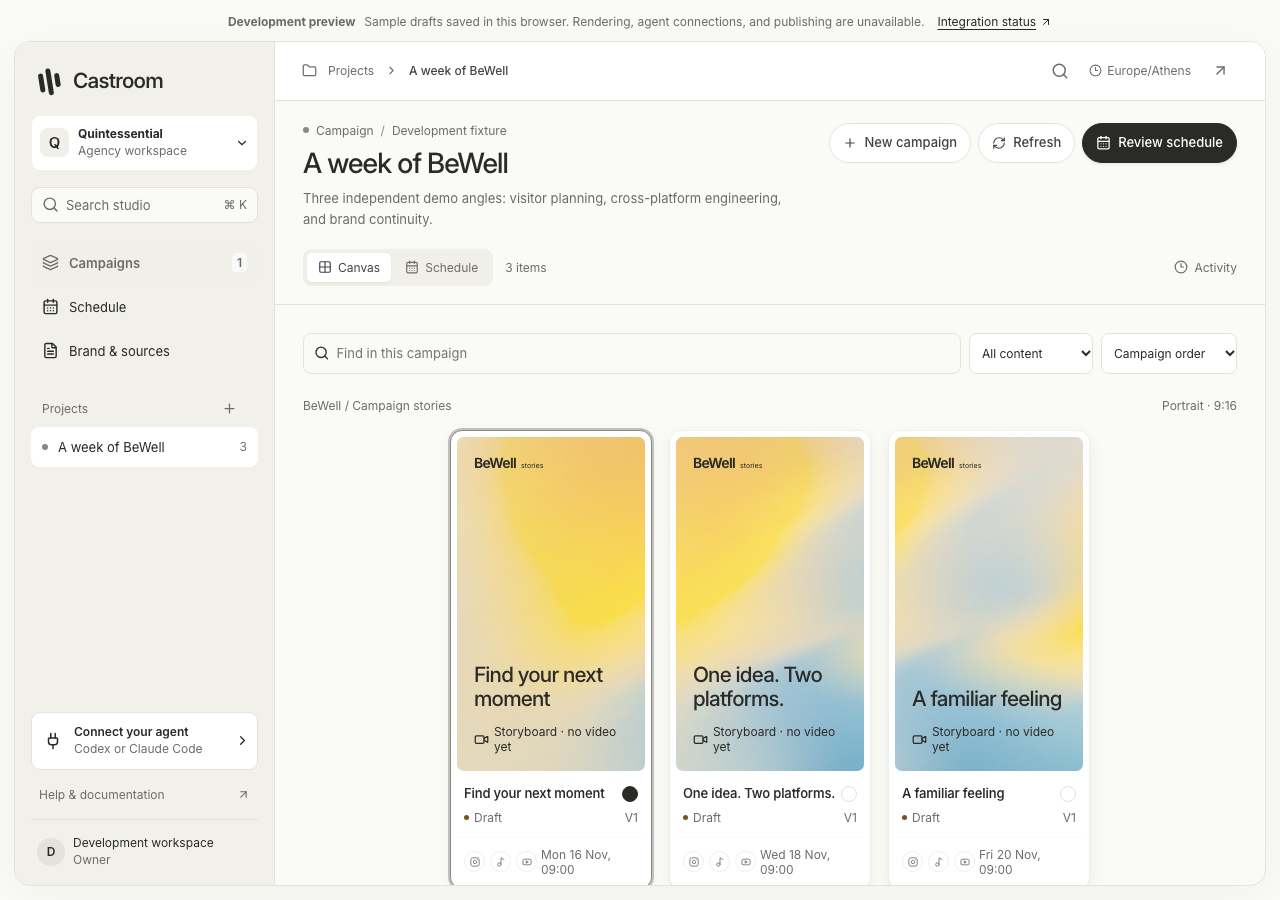 Development preview Sample drafts saved in this browser. Rendering, agent connections, and publishing are unavailable. Integration status
Castroom
Projects
A week of BeWell
Europe/Athens
Q
Quintessential
Agency workspace
Search studio
⌘ K
Campaigns
1
Schedule
Brand & sources
Projects
A week of BeWell
3
Connect your agent
Codex or Claude Code
Help & documentation
D
Development workspace
Owner
Campaign / Development fixture
A week of BeWell
Three independent demo angles: visitor planning, cross-platform engineering,
and brand continuity.
New campaign
Refresh
Review schedule
Canvas
Schedule
3 items
Activity
Find in this campaign
All content
Campaign order
BeWell / Campaign stories
Portrait · 9:16
BeWell stories
Find your next
moment
Storyboard · no video
yet
Find your next moment
Draft
V1
Mon 16 Nov,
09:00
BeWell stories
One idea. Two
platforms.
Storyboard · no video
yet
One idea. Two platforms.
Draft
V1
Wed 18 Nov,
09:00
BeWell stories
A familiar feeling
Storyboard · no video
yet
A familiar feeling
Draft
V1
Fri 20 Nov,
09:00